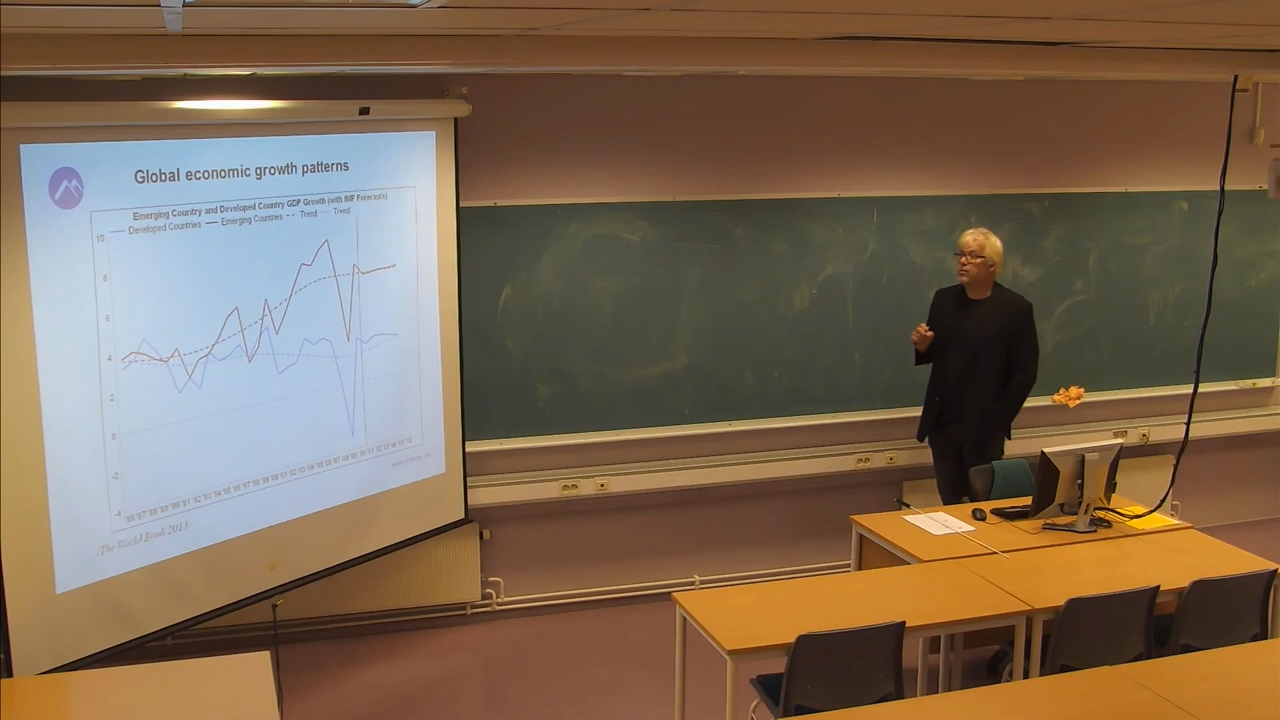 Global economic growth patterns
Emerging Country and Developed Country GDP Growth (with IMF Forecasts)
Developed Countries Emerging Countries Trend Trend
10
8
6
4
2
0
-2
-4
(The World Bank 2013)